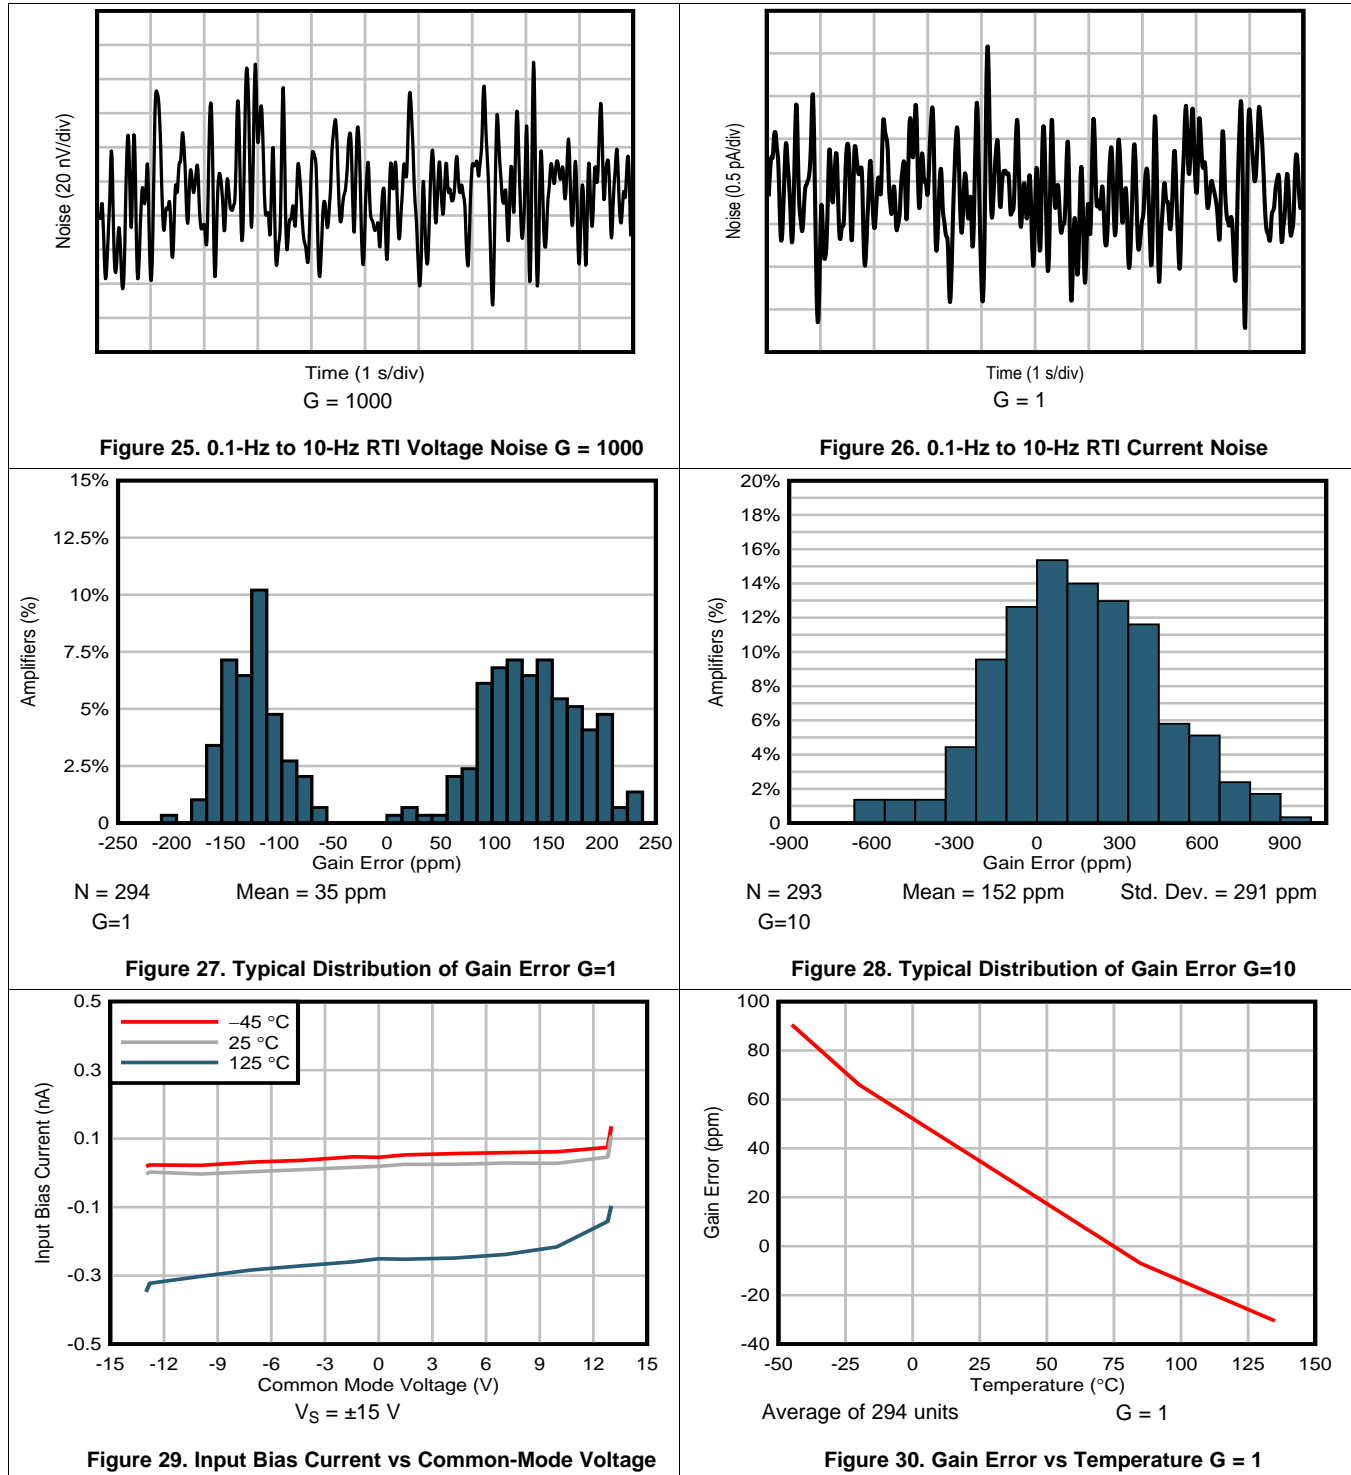 Noise (20 nV/div)
Time (1 s/div)
G = 1000
Figure 25. 0.1-Hz to 10-Hz RTI Voltage Noise G = 1000
Noise (0.5 pA/div)
Time (1 s/div)
G = 1
Figure 26. 0.1-Hz to 10-Hz RTI Current Noise
15%
12.5%
10%
7.5%
5%
2.5%
0
Amplifiers (%)
-250 -200 -150 -100 -50 0 50 100 150 200 250
Gain Error (ppm)
N = 294 Mean = 35 ppm
G=1
Figure 27. Typical Distribution of Gain Error G=1
20%
18%
16%
14%
12%
10%
8%
6%
4%
2%
0
Amplifiers (%)
-900 -600 -300 0 300 600 900
Gain Error (ppm)
N = 293 Mean = 152 ppm Std. Dev. = 291 ppm
G=10
Figure 28. Typical Distribution of Gain Error G=10
0.5
0.3
0.1
-0.1
-0.3
-0.5
Input Bias Current (nA)
−45 °C
25 °C
125 °C
-15 -12 -9 -6 -3 0 3 6 9 12 15
Common Mode Voltage (V)
VS = ±15 V
Figure 29. Input Bias Current vs Common-Mode Voltage
100
80
60
40
20
0
-20
-40
Gain Error (ppm)
-50 -25 0 25 50 75 100 125 150
Temperature (°C)
Average of 294 units G = 1
Figure 30. Gain Error vs Temperature G = 1